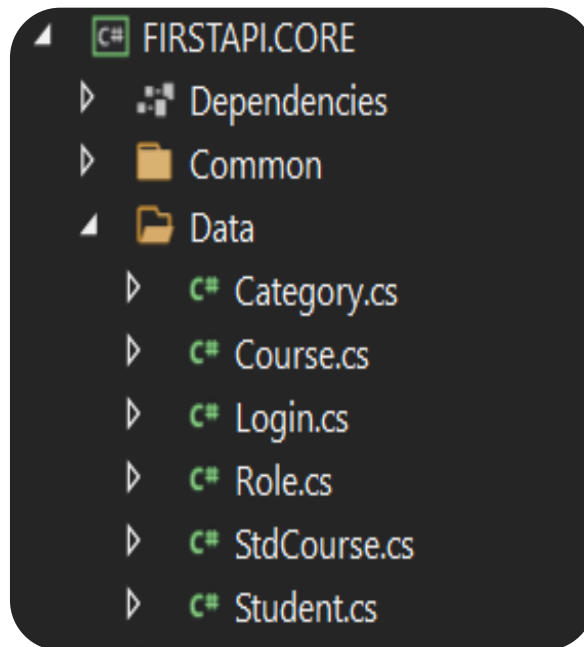 C# FIRSTAPI.CORE
Dependencies
Common
Data
C# Category.cs
C# Course.cs
C# Login.cs
C# Role.cs
C# StdCourse.cs
C# Student.cs